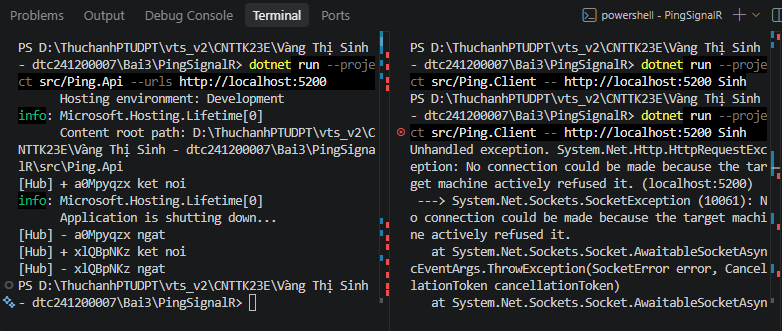 Problems Output Debug Console Terminal Ports
powershell - PingSignalR
PS D:\ThuchanhPTUDPT\vts_v2\CNTTK23E\Vàng Thị Sinh
- dtc241200007\Bai3\PingSignalR> dotnet run --proje
ct src/Ping.Api --urls http://localhost:5200
Hosting environment: Development
info: Microsoft.Hosting.Lifetime[0]
Content root path: D:\ThuchanhPTUDPT\vts_v2\C
NTTK23E\Vàng Thị Sinh - dtc241200007\Bai3\PingSigna
lR\src\Ping.Api
[Hub] + a0Mpyqzx ket noi
info: Microsoft.Hosting.Lifetime[0]
Application is shutting down...
[Hub] - a0Mpyqzx ngat
[Hub] + xlQBpNKz ket noi
[Hub] - xlQBpNKz ngat
PS D:\ThuchanhPTUDPT\vts_v2\CNTTK23E\Vàng Thị Sinh
- dtc241200007\Bai3\PingSignalR>
PS D:\ThuchanhPTUDPT\vts_v2\CNTTK23E\Vàng Thị Sinh
- dtc241200007\Bai3\PingSignalR> dotnet run --proje
ct src/Ping.Client -- http://localhost:5200 Sinh
PS D:\ThuchanhPTUDPT\vts_v2\CNTTK23E\Vàng Thị Sinh
- dtc241200007\Bai3\PingSignalR> dotnet run --proje
ct src/Ping.Client -- http://localhost:5200 Sinh
Unhandled exception. System.Net.Http.HttpRequestExc
eption: No connection could be made because the tar
get machine actively refused it. (localhost:5200)
---> System.Net.Sockets.SocketException (10061): N
o connection could be made because the target machi
ne actively refused it.
at System.Net.Sockets.Socket.AwaitableSocketAsyn
cEventArgs.ThrowException(SocketError error, Cancel
lationToken cancellationToken)
at System.Net.Sockets.Socket.AwaitableSocketAsyn